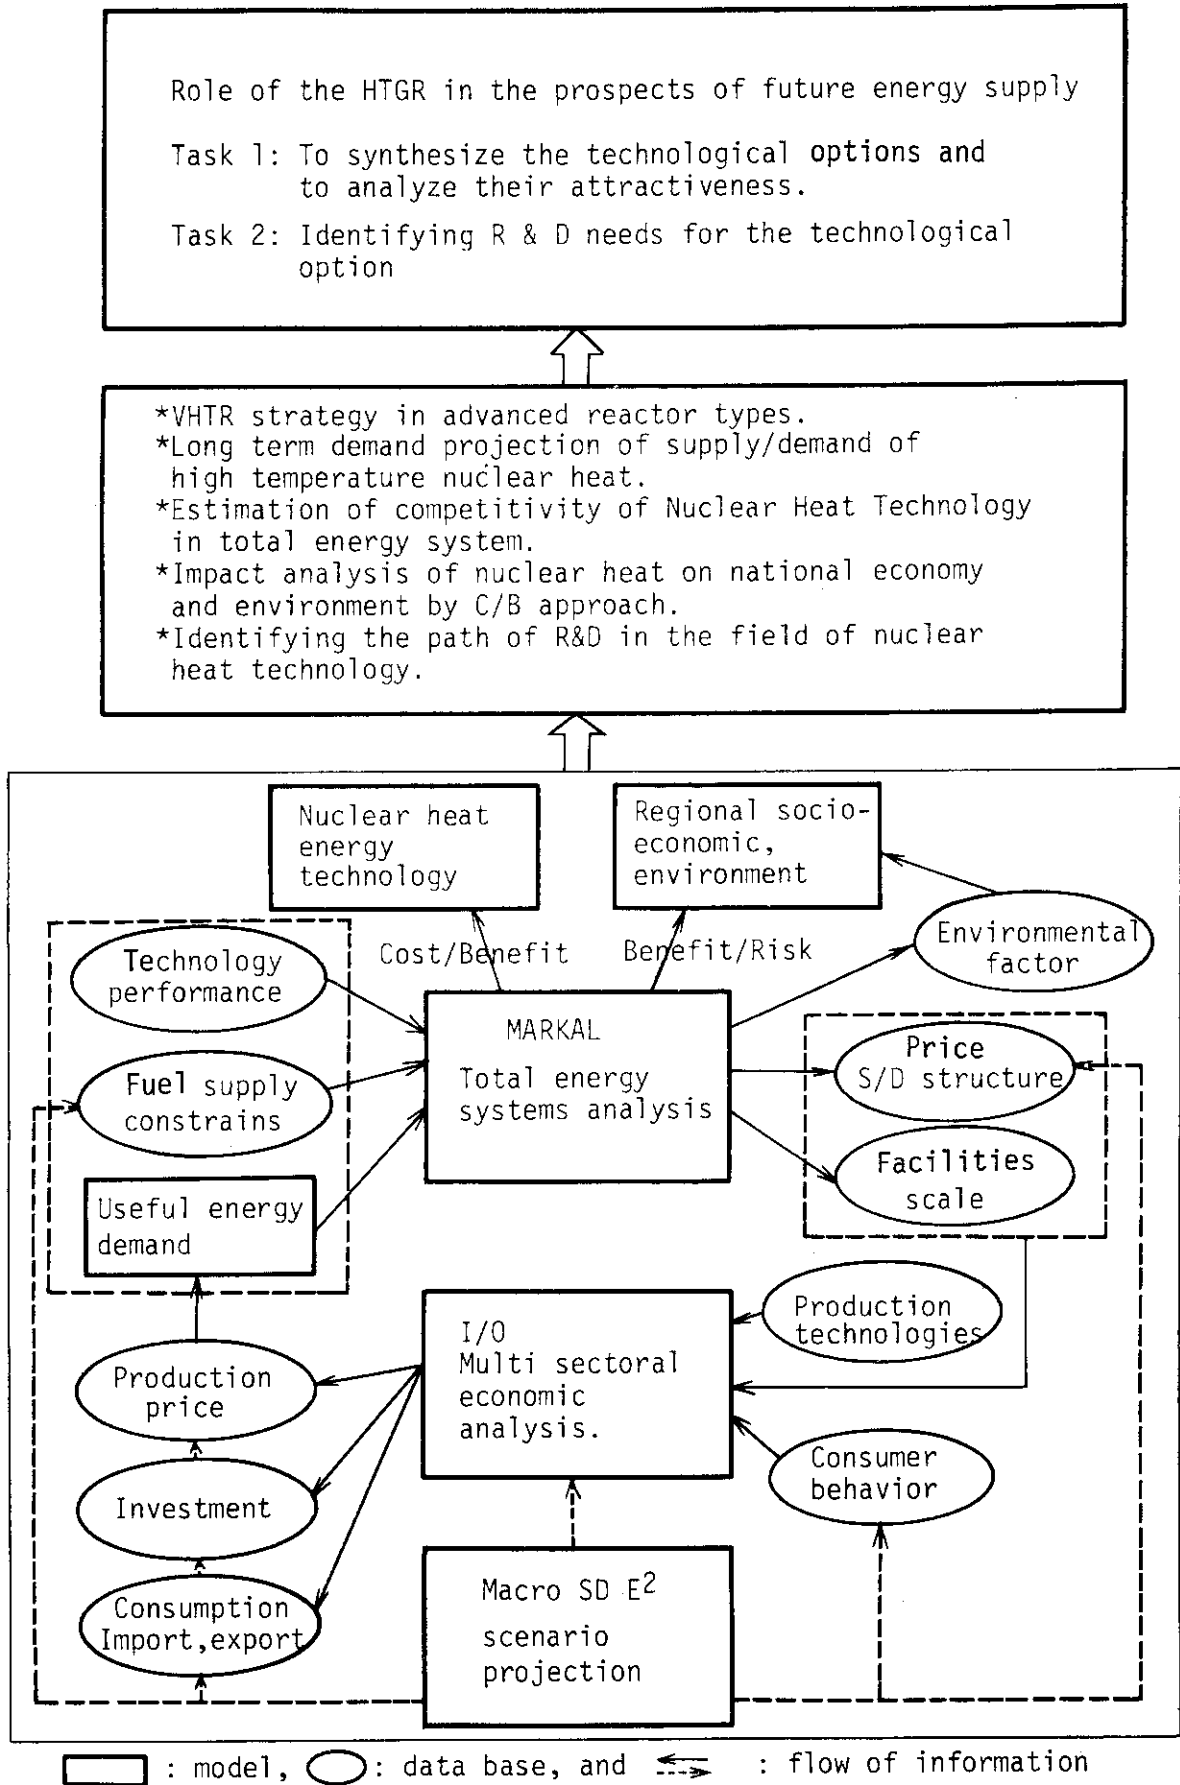 Role of the HTGR in the prospects of future energy supply
Task 1: To synthesize the technological options and
to analyze their attractiveness.
Task 2: Identifying R & D needs for the technological
option
*VHTR strategy in advanced reactor types.
*Long term demand projection of supply/demand of
high temperature nuclear heat.
*Estimation of competitivity of Nuclear Heat Technology
in total energy system.
*Impact analysis of nuclear heat on national economy
and environment by C/B approach.
*Identifying the path of R&D in the field of nuclear
heat technology.
Nuclear heat
energy
technology
Regional socio-
economic,
environment
Cost/Benefit
Benefit/Risk
Environmental
factor
Technology
performance
Fuel supply
constrains
Useful energy
demand
MARKAL
Total energy
systems analysis
Price
S/D structure
Facilities
scale
Production
technologies
I/O
Multi sectoral
economic
analysis.
Production
price
Investment
Consumption
Import,export
Consumer
behavior
Macro SD E²
scenario
projection
: model, : data base, and : flow of information